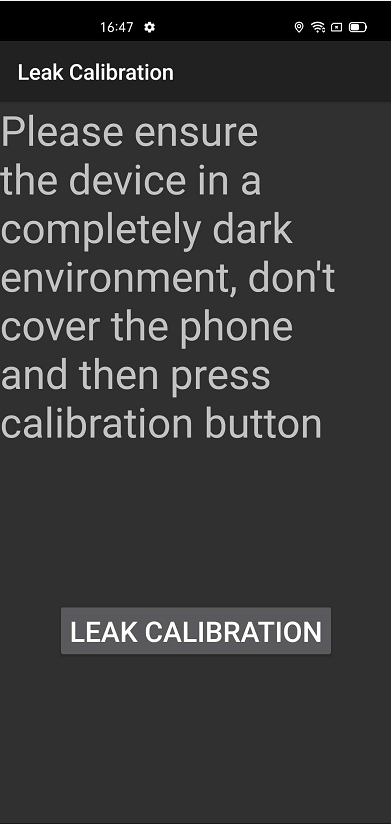 16:47
Leak Calibration
Please ensure
the device in a
completely dark
environment, don't
cover the phone
and then press
calibration button
LEAK CALIBRATION